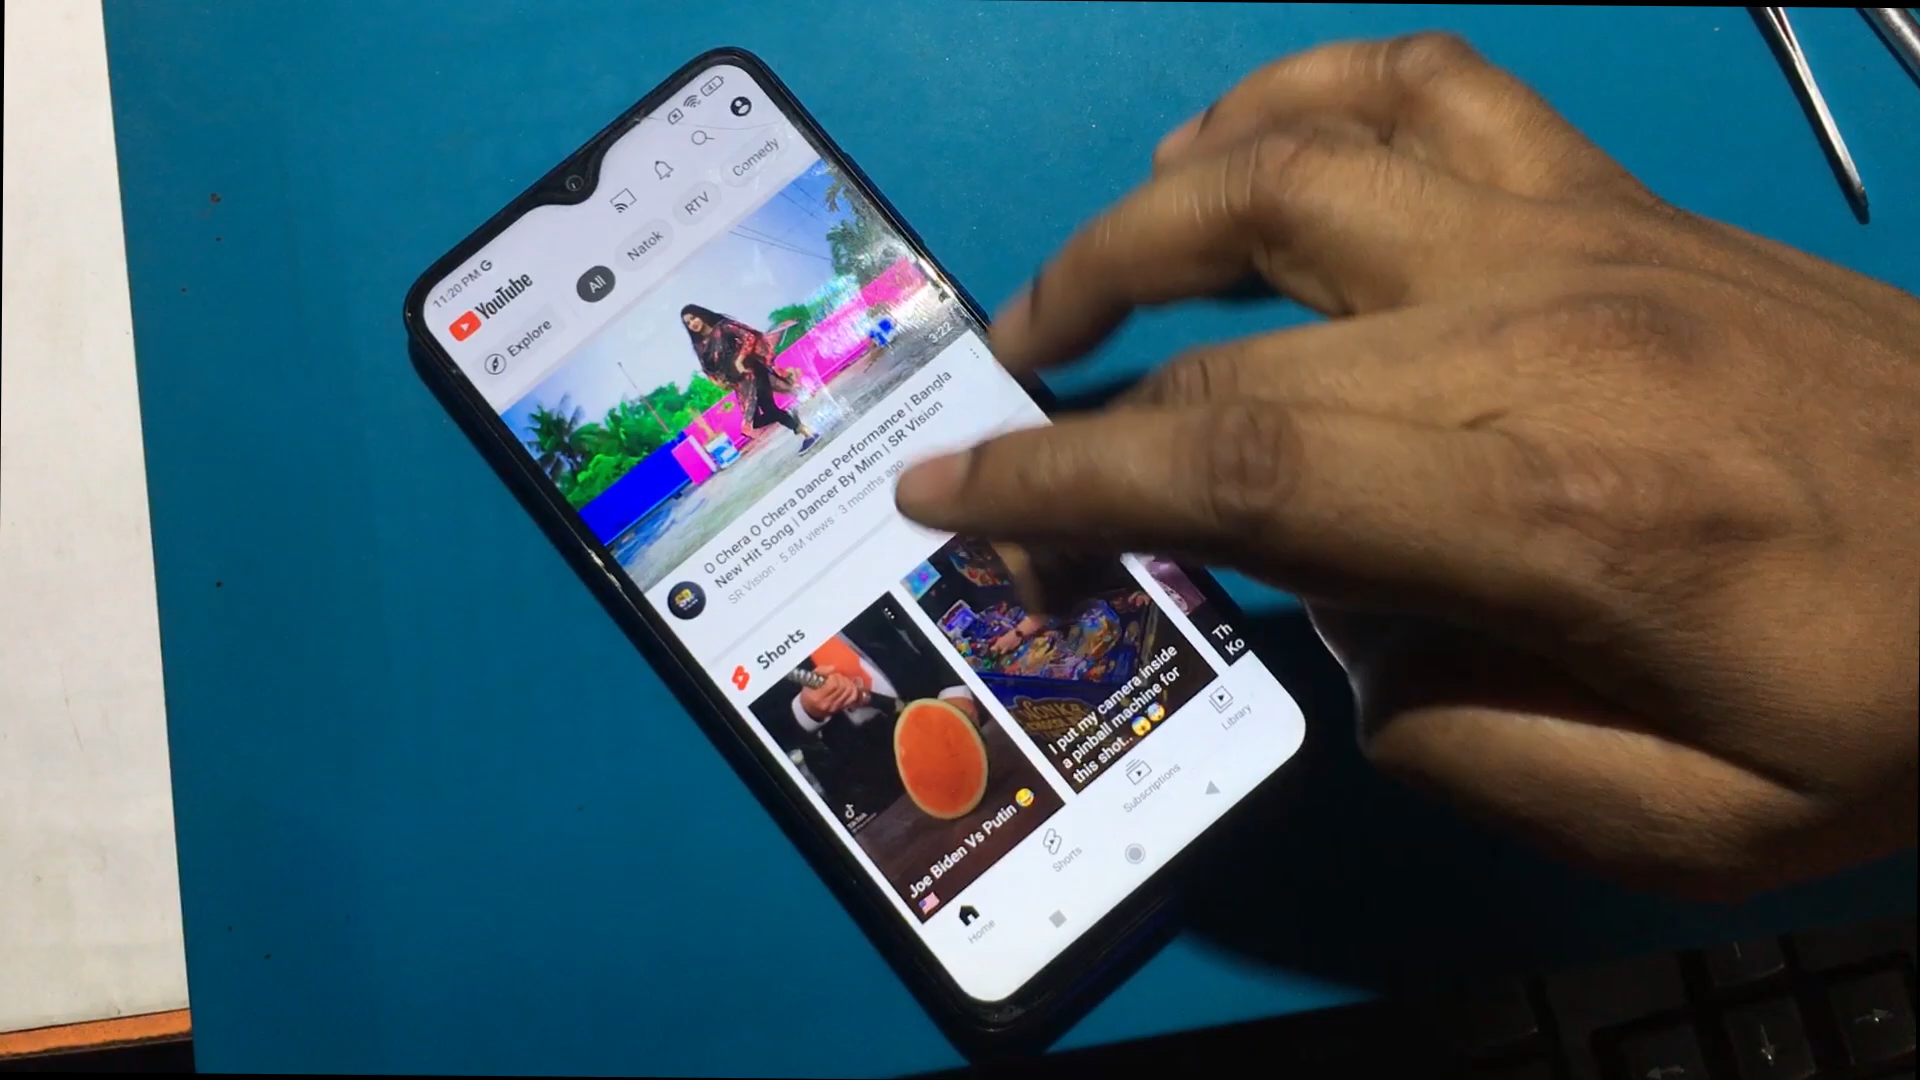 11:20 PM G
YouTube
Explore
All
Natok
RTV
Comedy
3:22
O Chera O Chera Dance Performance | Bangla
New Hit Song | Dancer By Mim | SR Vision
SR Vision · 5.8M views · 3 months ago
Shorts
Joe Biden Vs Putin 😂
🇺🇸
I put my camera inside
a pinball machine for
this shot.. 😱🤯
Th
Ko
Home
Shorts
Subscriptions
Library